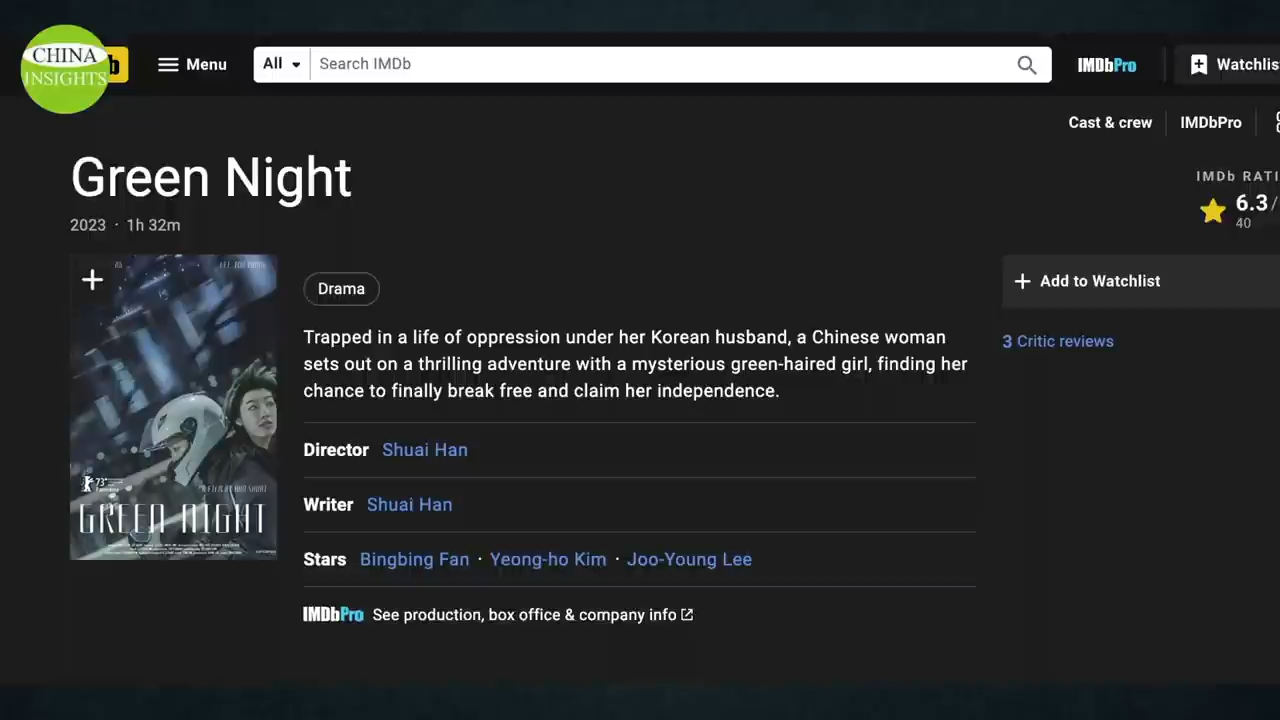 CHINA
INSIGHTS
b
Menu
All
Search IMDb
IMDbPro
Watchlis
Cast & crew
IMDbPro
Green Night
2023 · 1h 32m
IMDb RATI
6.3/
40
Drama
Trapped in a life of oppression under her Korean husband, a Chinese woman
sets out on a thrilling adventure with a mysterious green-haired girl, finding her
chance to finally break free and claim her independence.
Add to Watchlist
3 Critic reviews
Director Shuai Han
Writer Shuai Han
Stars Bingbing Fan · Yeong-ho Kim · Joo-Young Lee
IMDbPro See production, box office & company info
73
GREEN NIGHT